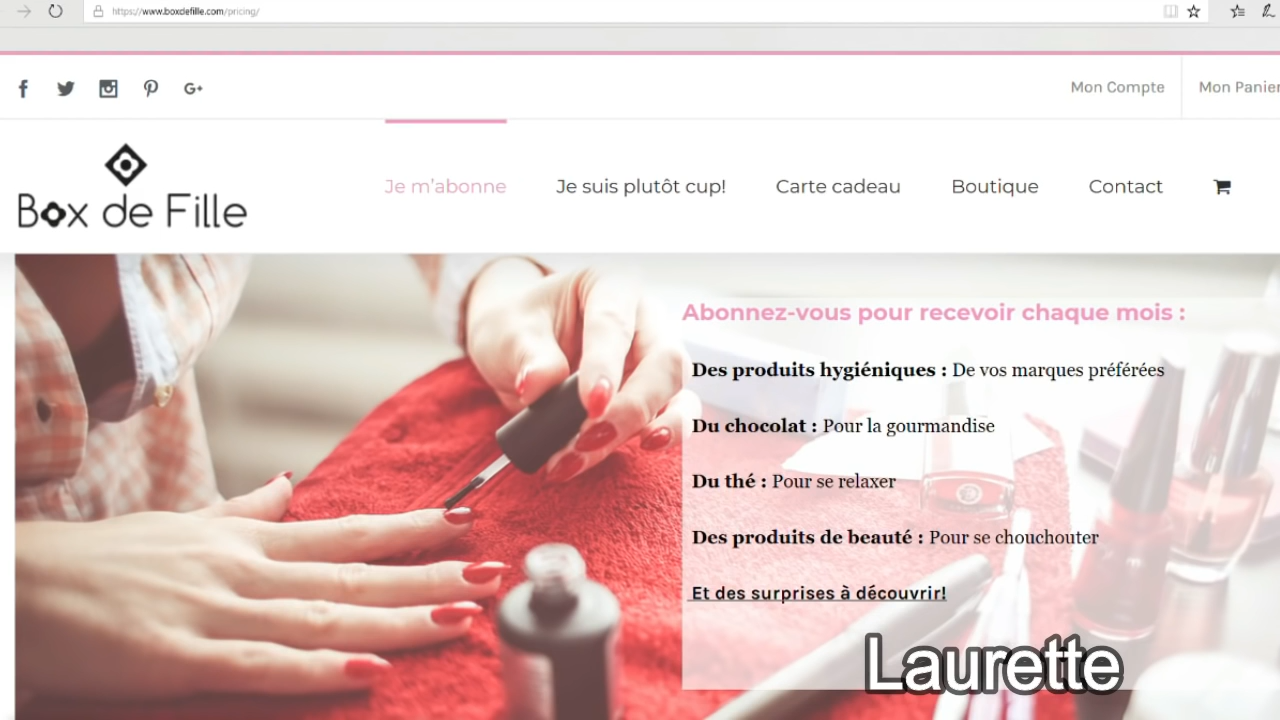 https://www.boxdefille.com/pricing/
Mon Compte
Mon Panier
Box de Fille
Je m'abonne
Je suis plutôt cup!
Carte cadeau
Boutique
Contact
Abonnez-vous pour recevoir chaque mois :
Des produits hygiéniques : De vos marques préférées
Du chocolat : Pour la gourmandise
Du thé : Pour se relaxer
Des produits de beauté : Pour se chouchouter
Et des surprises à découvrir!
Laurette